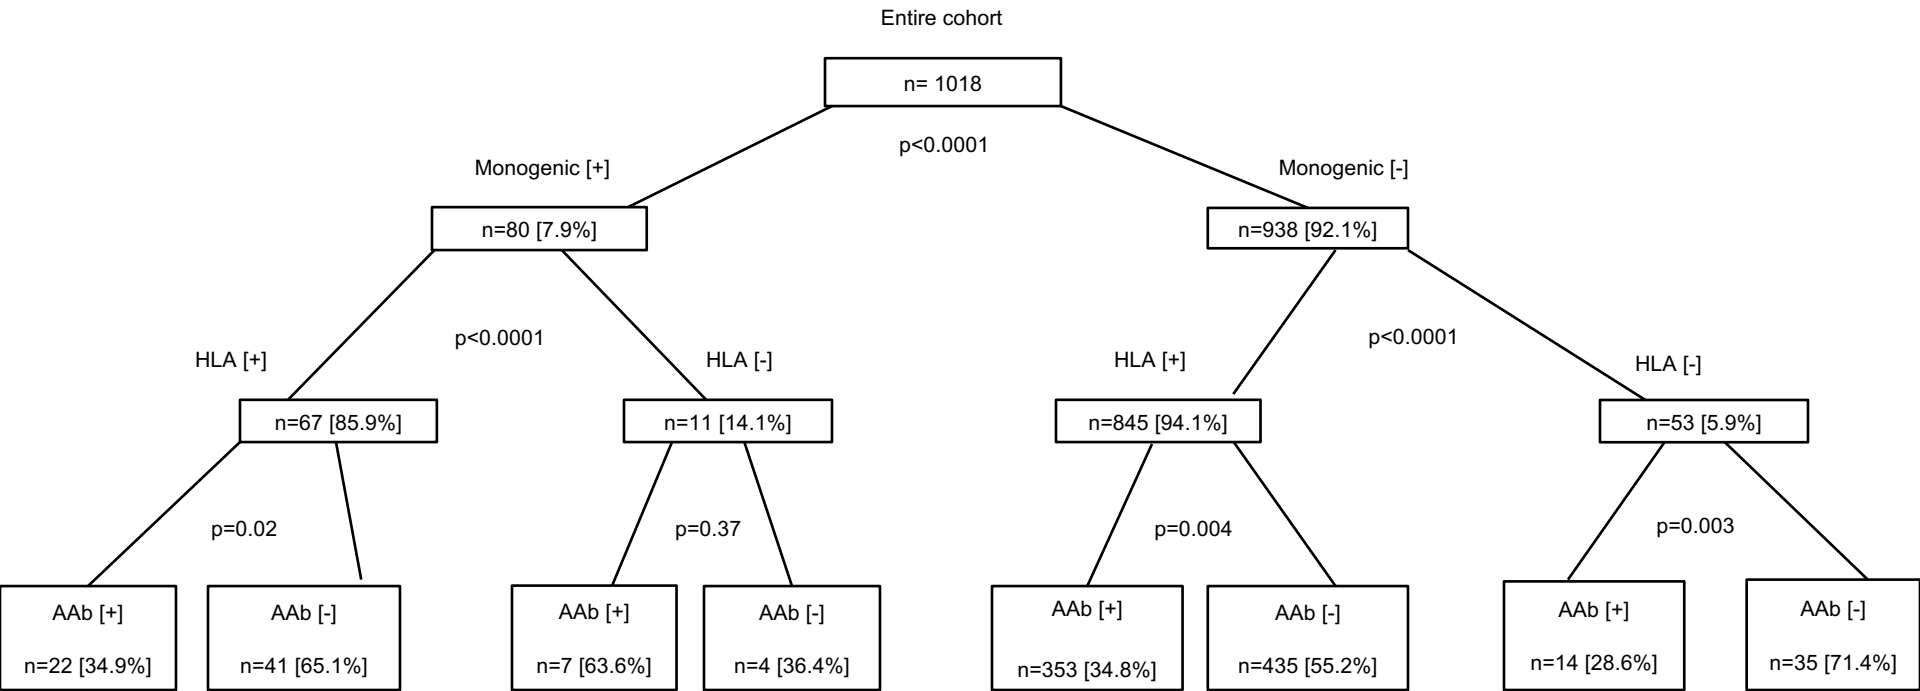 Entire cohort
n= 1018
p<0.0001
Monogenic [+]
Monogenic [-]
n=80 [7.9%]
n=938 [92.1%]
p<0.0001
p<0.0001
HLA [+]
HLA [-]
HLA [+]
HLA [-]
n=67 [85.9%]
n=11 [14.1%]
n=845 [94.1%]
n=53 [5.9%]
p=0.02
p=0.37
p=0.004
p=0.003
AAb [+]
n=22 [34.9%]
AAb [-]
n=41 [65.1%]
AAb [+]
n=7 [63.6%]
AAb [-]
n=4 [36.4%]
AAb [+]
n=353 [34.8%]
AAb [-]
n=435 [55.2%]
AAb [+]
n=14 [28.6%]
AAb [-]
n=35 [71.4%]